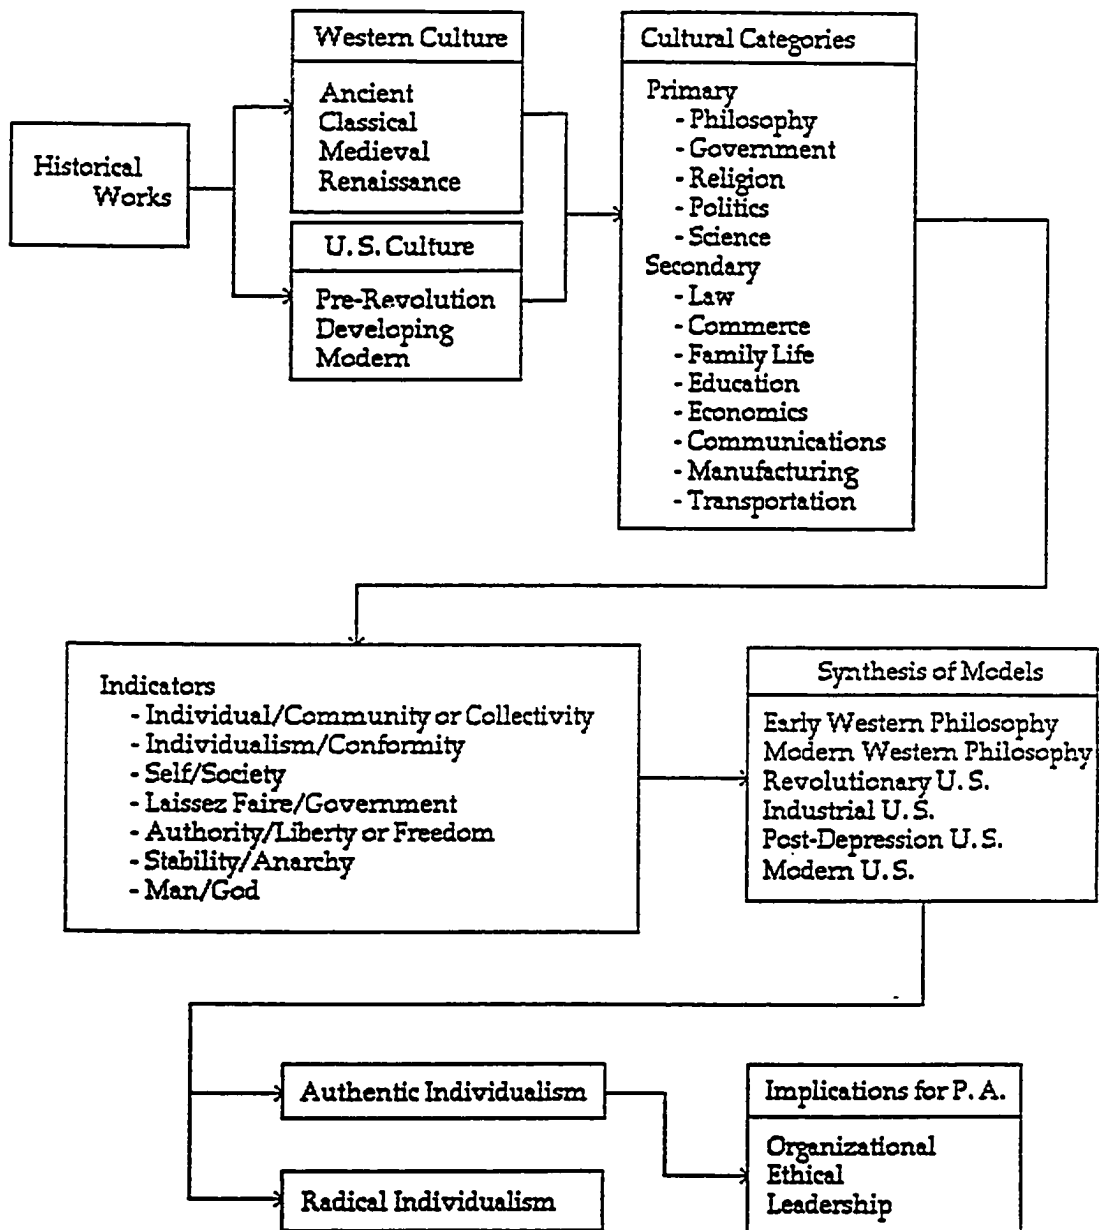 Historical
Works
Western Culture
Ancient
Classical
Medieval
Renaissance
U. S. Culture
Pre-Revolution
Developing
Modern
Cultural Categories
Primary
- Philosophy
- Government
- Religion
- Politics
- Science
Secondary
- Law
- Commerce
- Family Life
- Education
- Economics
- Communications
- Manufacturing
- Transportation
Indicators
- Individual/Community or Collectivity
- Individualism/Conformity
- Self/Society
- Laissez Faire/Government
- Authority/Liberty or Freedom
- Stability/Anarchy
- Man/God
Synthesis of Models
Early Western Philosophy
Modern Western Philosophy
Revolutionary U. S.
Industrial U. S.
Post-Depression U. S.
Modern U. S.
Authentic Individualism
Radical Individualism
Implications for P. A.
Organizational
Ethical
Leadership